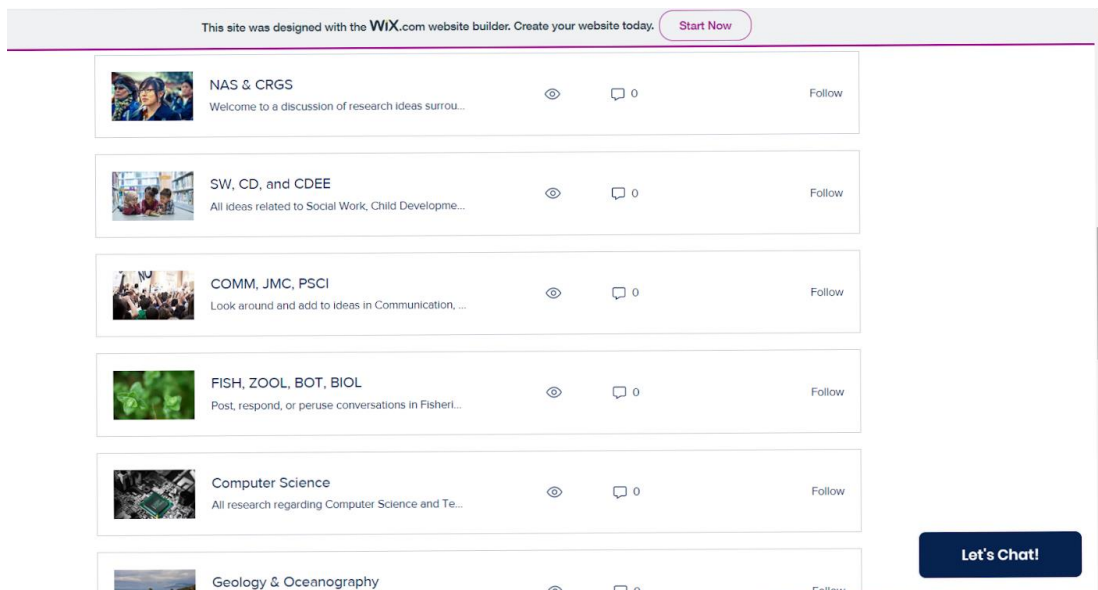 This site was designed with the WiX.com website builder. Create your website today. Start Now
NAS & CRGS
Welcome to a discussion of research ideas surrou...
0
Follow
SW, CD, and CDEE
All ideas related to Social Work, Child Developme...
0
Follow
COMM, JMC, PSCI
Look around and add to ideas in Communication, ...
0
Follow
NO
FISH, ZOOL, BOT, BIOL
Post, respond, or peruse conversations in Fisheri...
0
Follow
Computer Science
All research regarding Computer Science and Te...
0
Follow
Let's Chat!
Geology & Oceanography
0
Follow